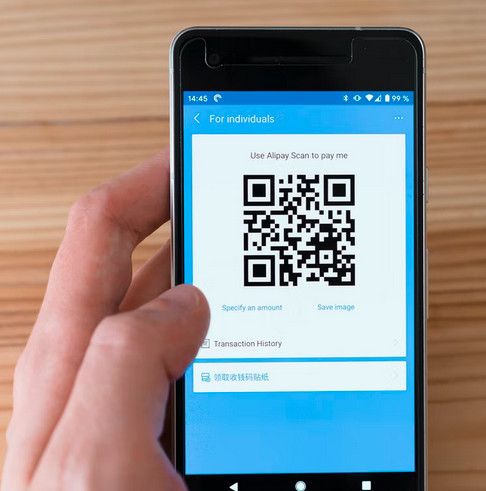 14:45 99 %
For individuals
Use Alipay Scan to pay me
Specify an amount Save image
Transaction History
领取收钱码贴纸